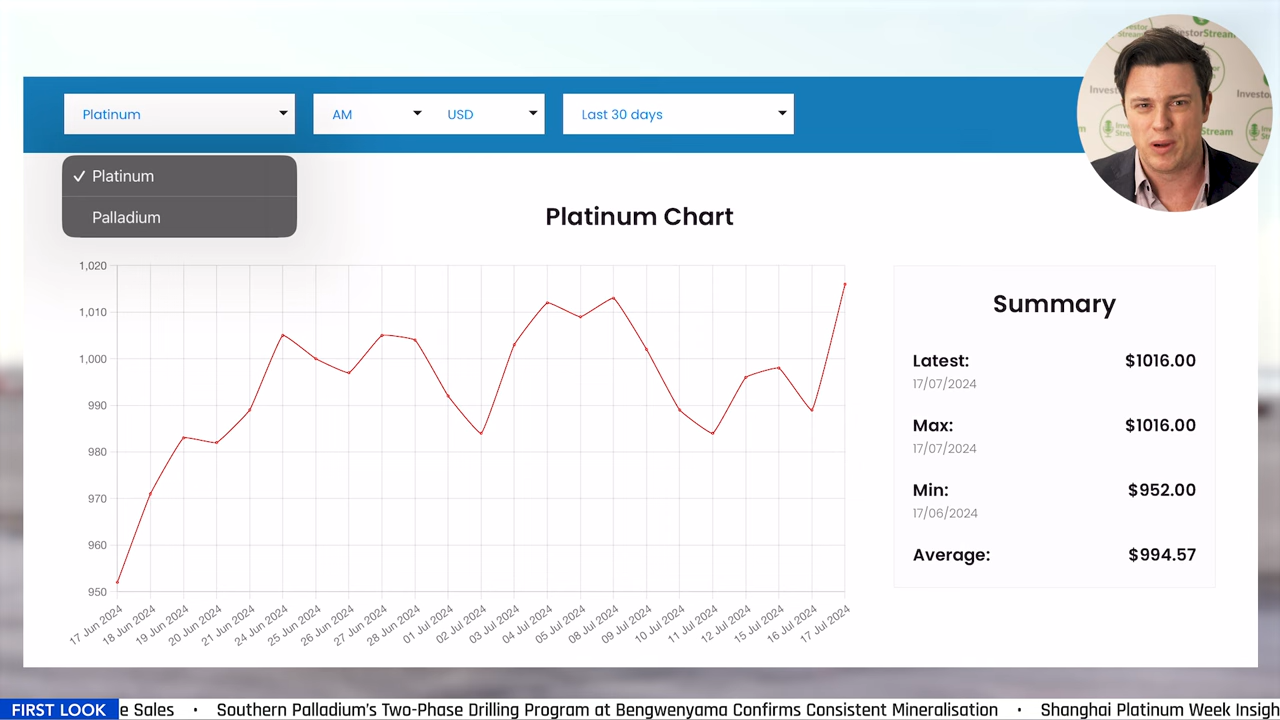 Platinum
AM
USD
Last 30 days
Platinum
Palladium
Platinum Chart
1,020
1,010
1,000
990
980
970
960
950
17 Jun 2024
18 Jun 2024
19 Jun 2024
20 Jun 2024
21 Jun 2024
24 Jun 2024
25 Jun 2024
26 Jun 2024
27 Jun 2024
28 Jun 2024
01 Jul 2024
02 Jul 2024
03 Jul 2024
04 Jul 2024
05 Jul 2024
08 Jul 2024
09 Jul 2024
10 Jul 2024
11 Jul 2024
12 Jul 2024
15 Jul 2024
16 Jul 2024
17 Jul 2024
Summary
Latest: $1016.00
17/07/2024
Max: $1016.00
17/07/2024
Min: $952.00
17/06/2024
Average: $994.57
Investor
Stream
Investo
Stream
FIRST LOOK
e Sales • Southern Palladium's Two-Phase Drilling Program at Bengwenyama Confirms Consistent Mineralisation • Shanghai Platinum Week Insigh